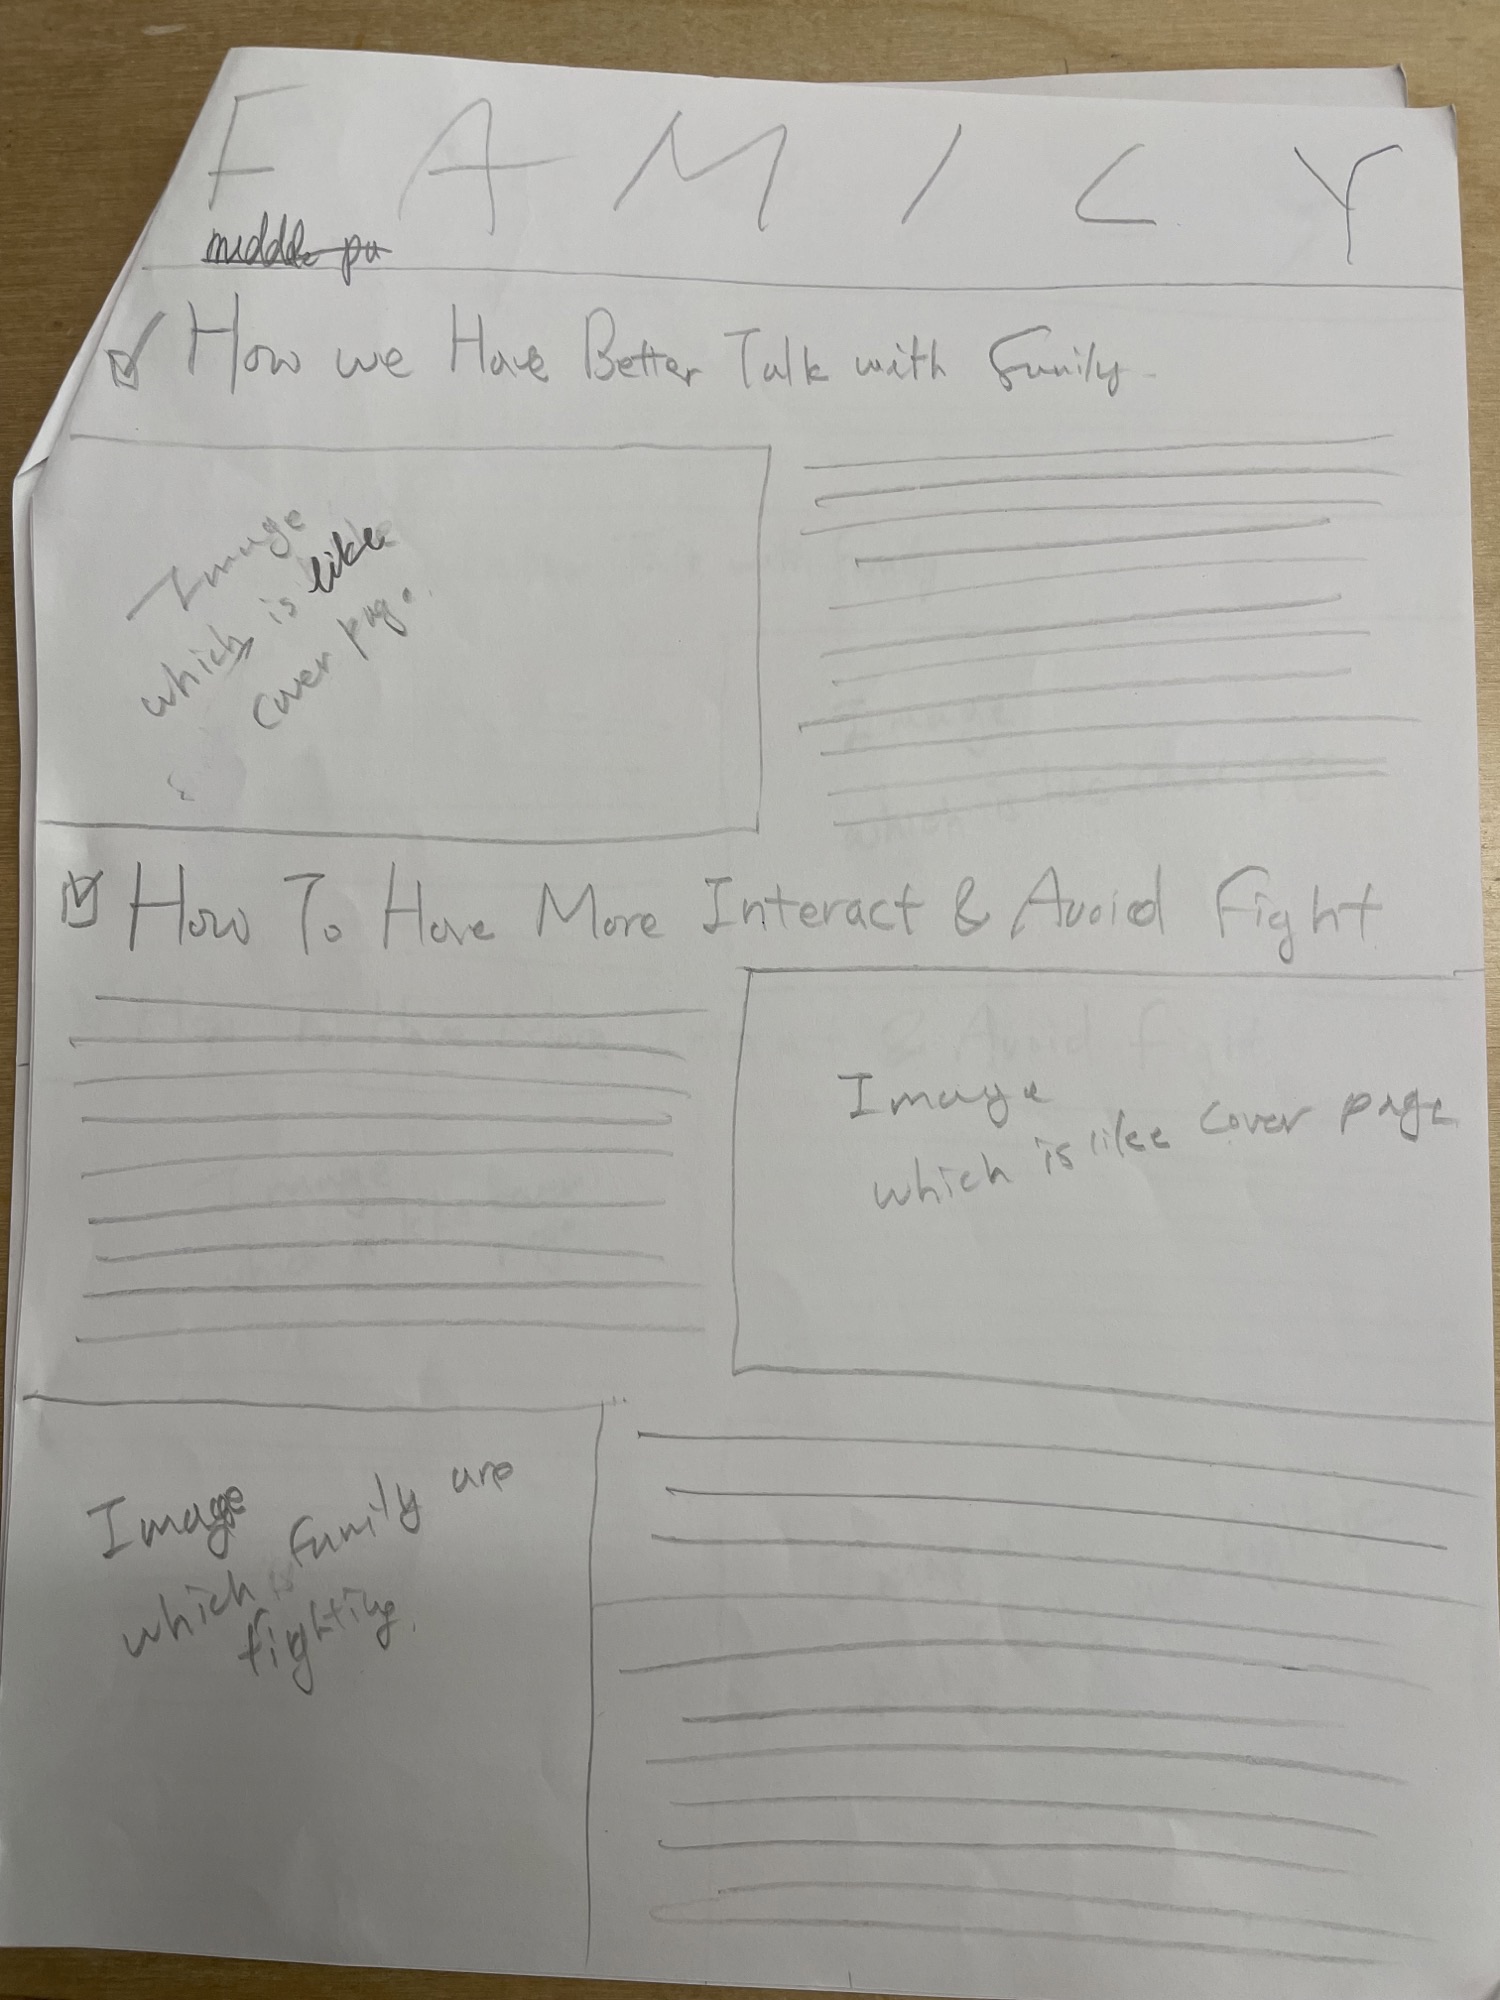 F A M I L Y
middle pa
How we Have Better Talk with Family
Image
which is like
cover page.
How To Have More Interact & Avoid Fight
Image
which is like cover page
Image
which is family are
fighting.